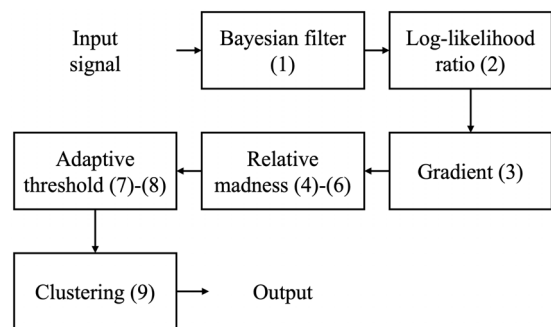 Input
signal
Bayesian filter
(1)
Log-likelihood
ratio (2)
Gradient (3)
Relative
madness (4)-(6)
Adaptive
threshold (7)-(8)
Clustering (9)
Output